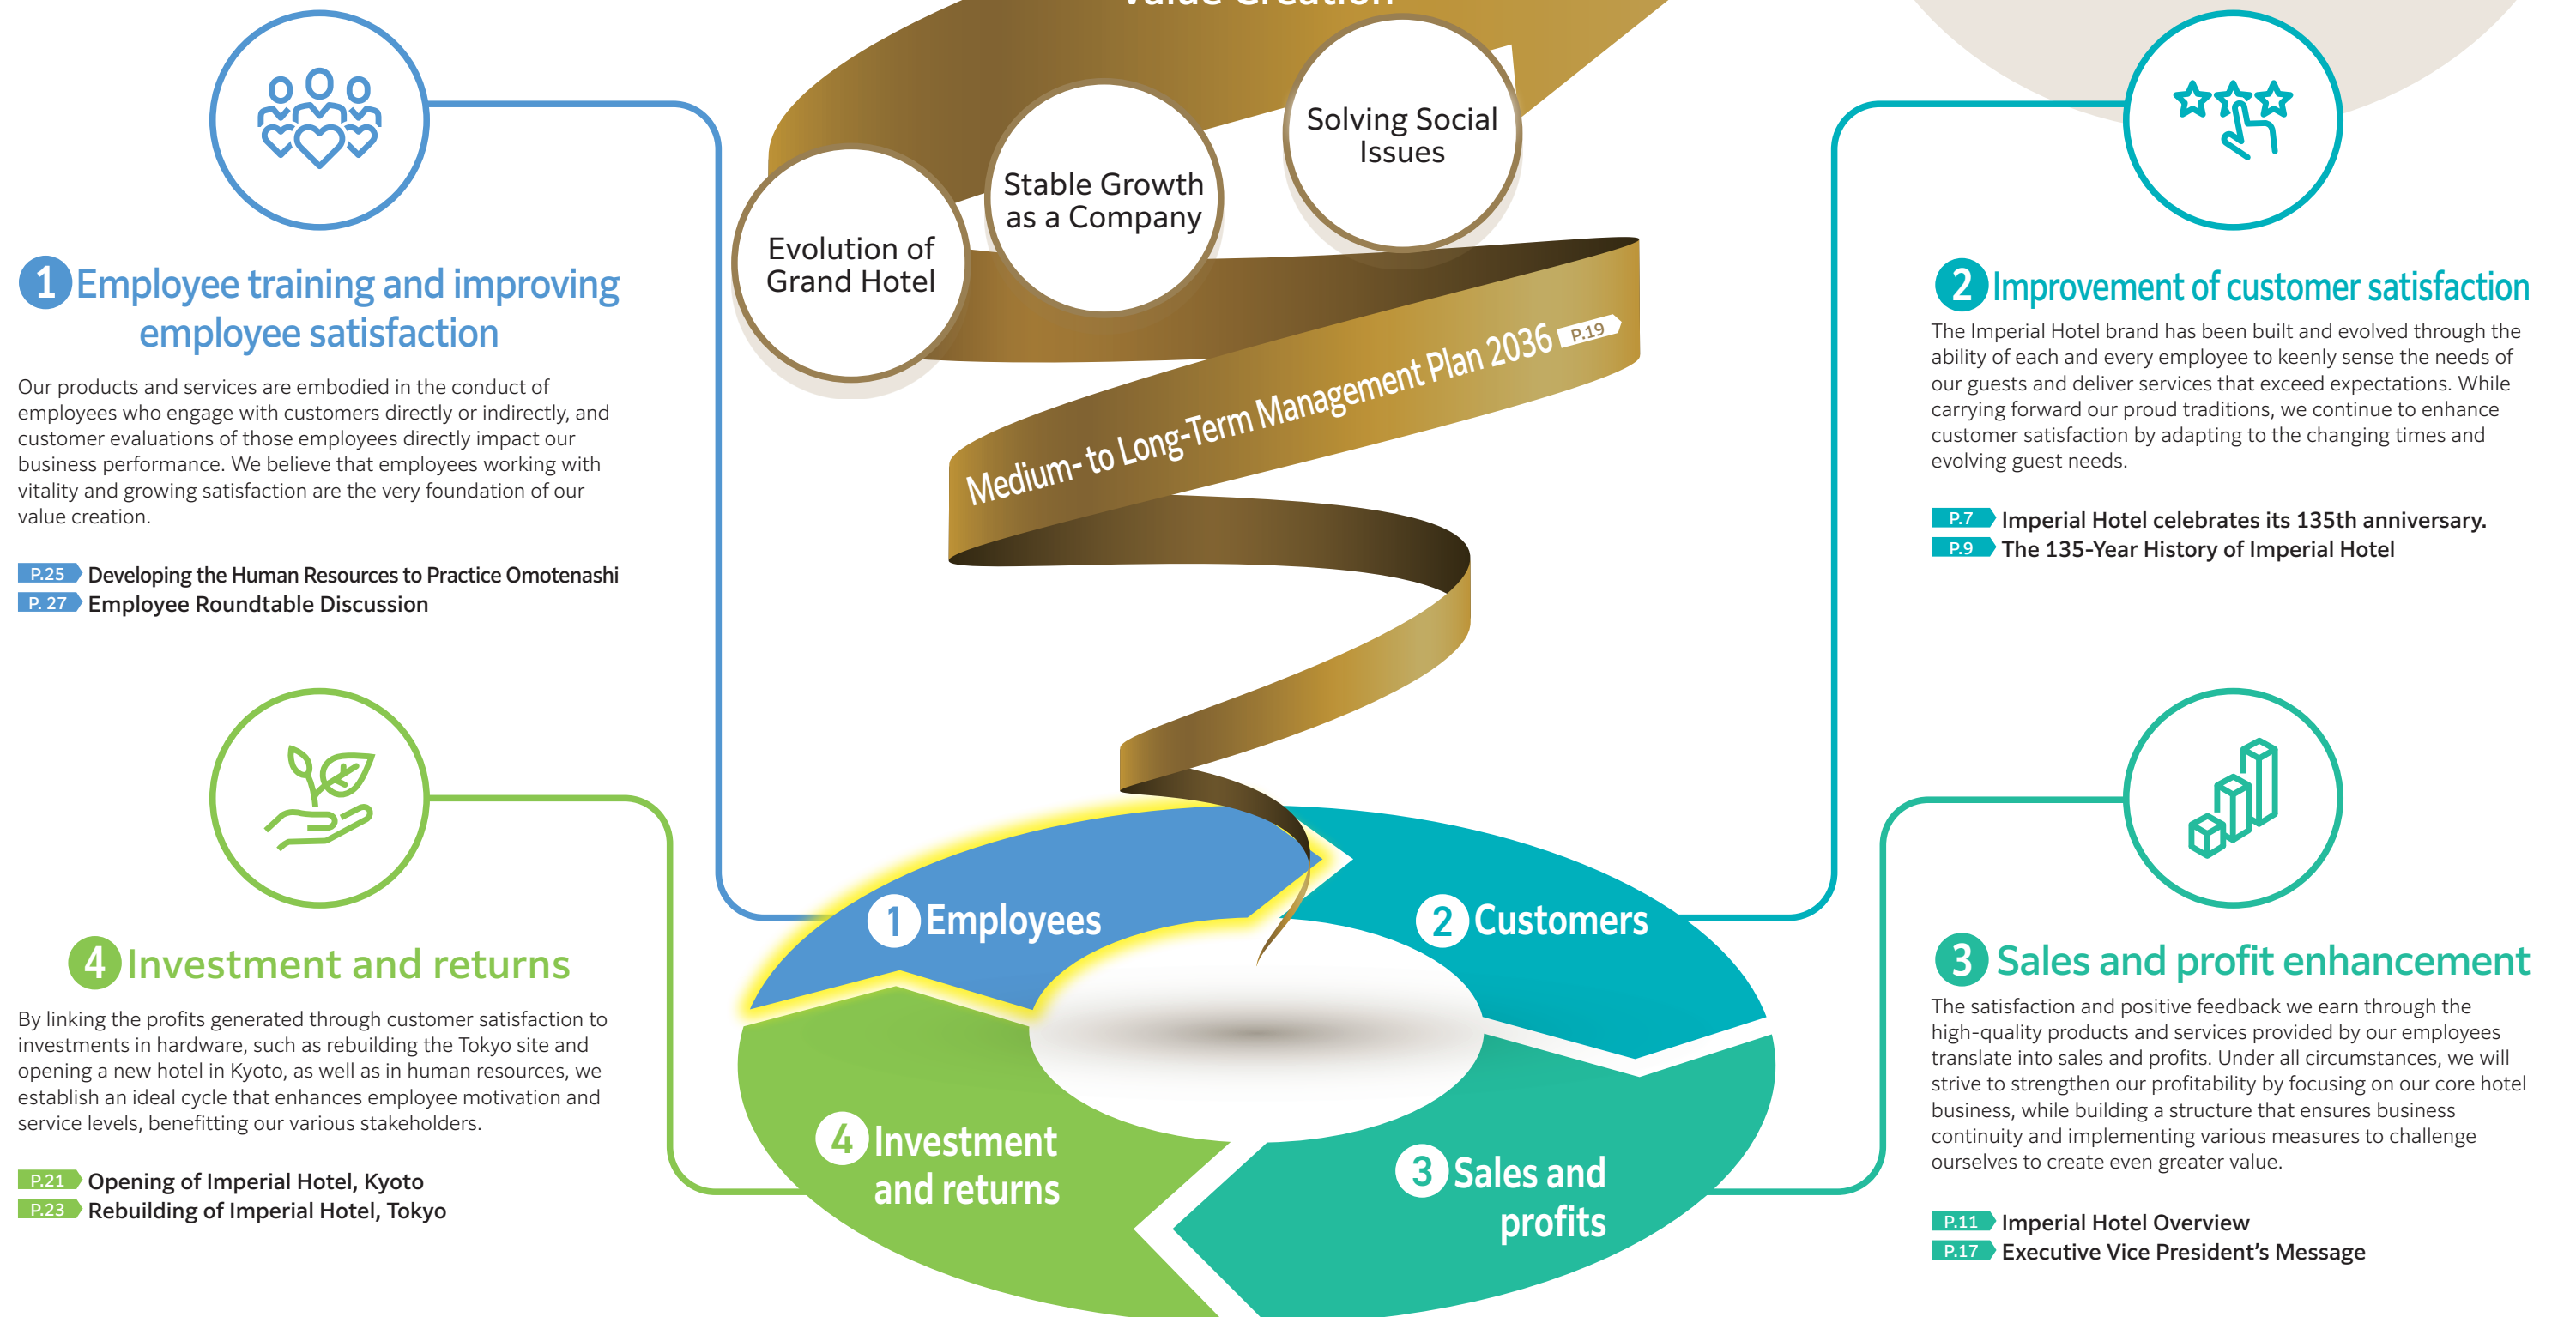 Value Creation
Evolution of
Grand Hotel
Stable Growth
as a Company
Solving Social
Issues
Medium- to Long-Term Management Plan 2036 P.19
1 Employee training and improving
employee satisfaction
Our products and services are embodied in the conduct of
employees who engage with customers directly or indirectly, and
customer evaluations of those employees directly impact our
business performance. We believe that employees working with
vitality and growing satisfaction are the very foundation of our
value creation.
P.25 Developing the Human Resources to Practice Omotenashi
P. 27 Employee Roundtable Discussion
2 Improvement of customer satisfaction
The Imperial Hotel brand has been built and evolved through the
ability of each and every employee to keenly sense the needs of
our guests and deliver services that exceed expectations. While
carrying forward our proud traditions, we continue to enhance
customer satisfaction by adapting to the changing times and
evolving guest needs.
P.7 Imperial Hotel celebrates its 135th anniversary.
P.9 The 135-Year History of Imperial Hotel
4 Investment and returns
By linking the profits generated through customer satisfaction to
investments in hardware, such as rebuilding the Tokyo site and
opening a new hotel in Kyoto, as well as in human resources, we
establish an ideal cycle that enhances employee motivation and
service levels, benefitting our various stakeholders.
P.21 Opening of Imperial Hotel, Kyoto
P.23 Rebuilding of Imperial Hotel, Tokyo
3 Sales and profit enhancement
The satisfaction and positive feedback we earn through the
high-quality products and services provided by our employees
translate into sales and profits. Under all circumstances, we will
strive to strengthen our profitability by focusing on our core hotel
business, while building a structure that ensures business
continuity and implementing various measures to challenge
ourselves to create even greater value.
P.11 Imperial Hotel Overview
P.17 Executive Vice President's Message
1 Employees
2 Customers
3 Sales and
profits
4 Investment
and returns